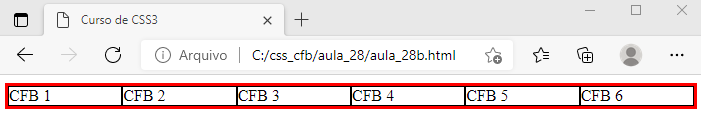 Curso de CSS3
Arquivo | C:/css_cfb/aula_28/aula_28b.html
CFB 1 CFB 2 CFB 3 CFB 4 CFB 5 CFB 6